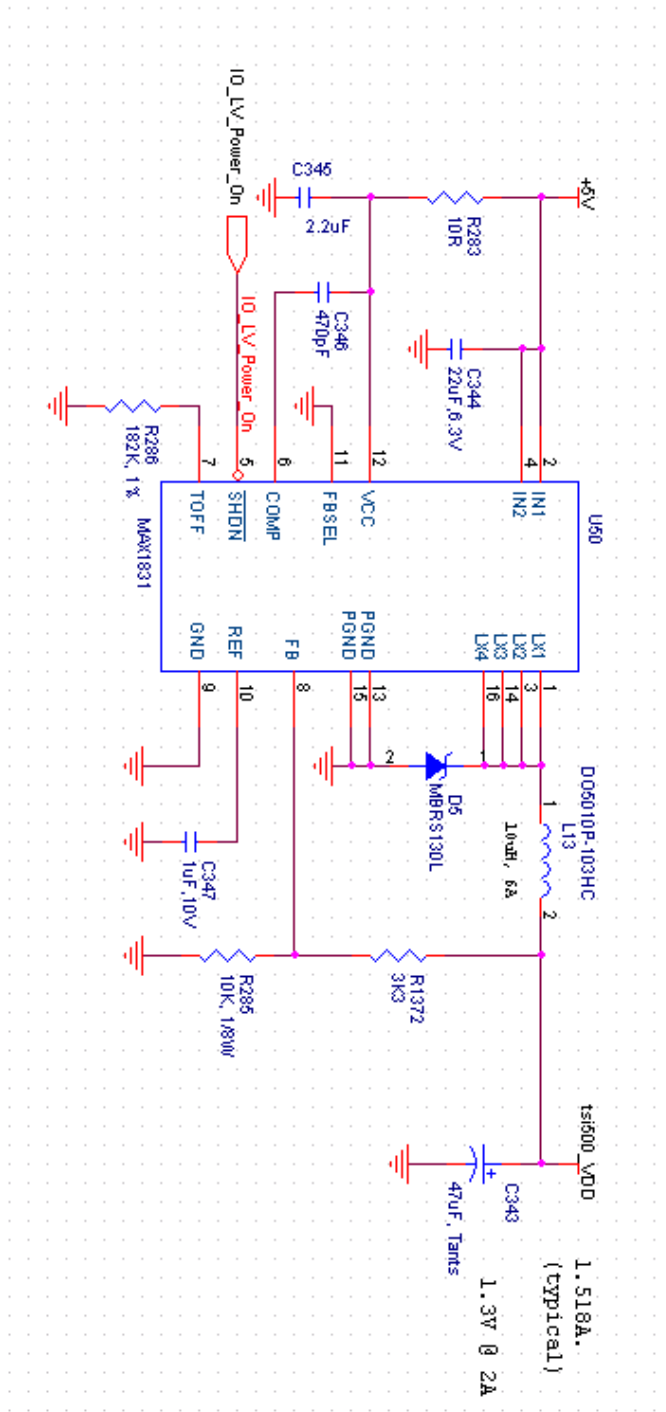 +5V
IO_LV_Power_On
C345
2.2uF
R283
10R
IO_LV_Power_On
C346
470pF
C344
22uF,6.3V
R286
182K, 1%
7
5
6
11
12
4
2
TOFF
SHDN
COMP
FBSEL
VCC
IN2
IN1
U50
MAX1831
GND
REF
FB
PGND
PGND
LX4
LX3
LX2
LX1
9
10
8
15
13
16
14
3
1
2
1
D5
MBRS130L
DO5010P-103HC
L13
1
2
10uH, 6A
C347
1uF,10V
R285
10K, 1/8W
R1372
3K3
tsi500_VDD
C343
+
47uF, Tants
1.518A.
(typical)
1.3V @ 2A